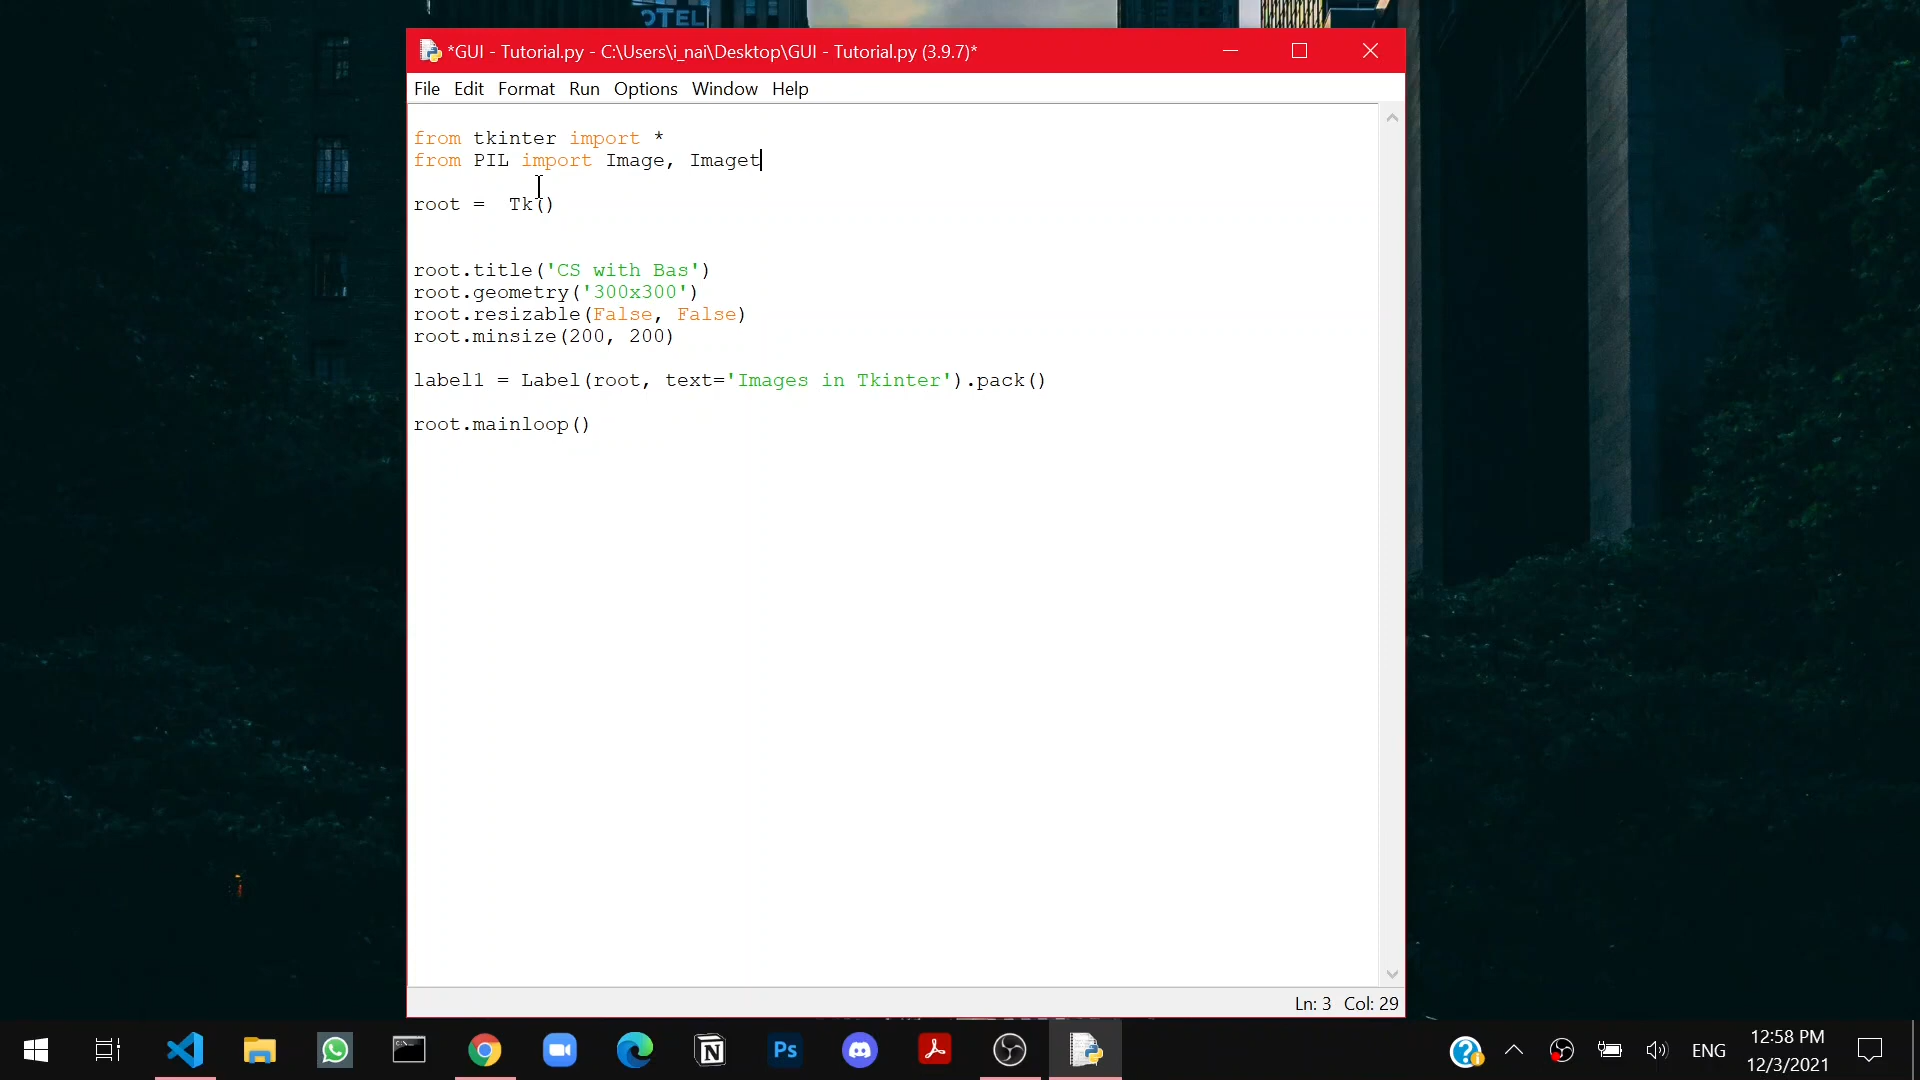 OTEL
*GUI - Tutorial.py - C:\Users\i_nai\Desktop\GUI - Tutorial.py (3.9.7)*
File Edit Format Run Options Window Help
from tkinter import *
from PIL import Image, Imaget
root =  Tk()
root.title('CS with Bas')
root.geometry('300x300')
root.resizable(False, False)
root.minsize(200, 200)
label1 = Label(root, text='Images in Tkinter').pack()
root.mainloop()
Ln: 3 Col: 29
Ps
ENG
12:58 PM
12/3/2021